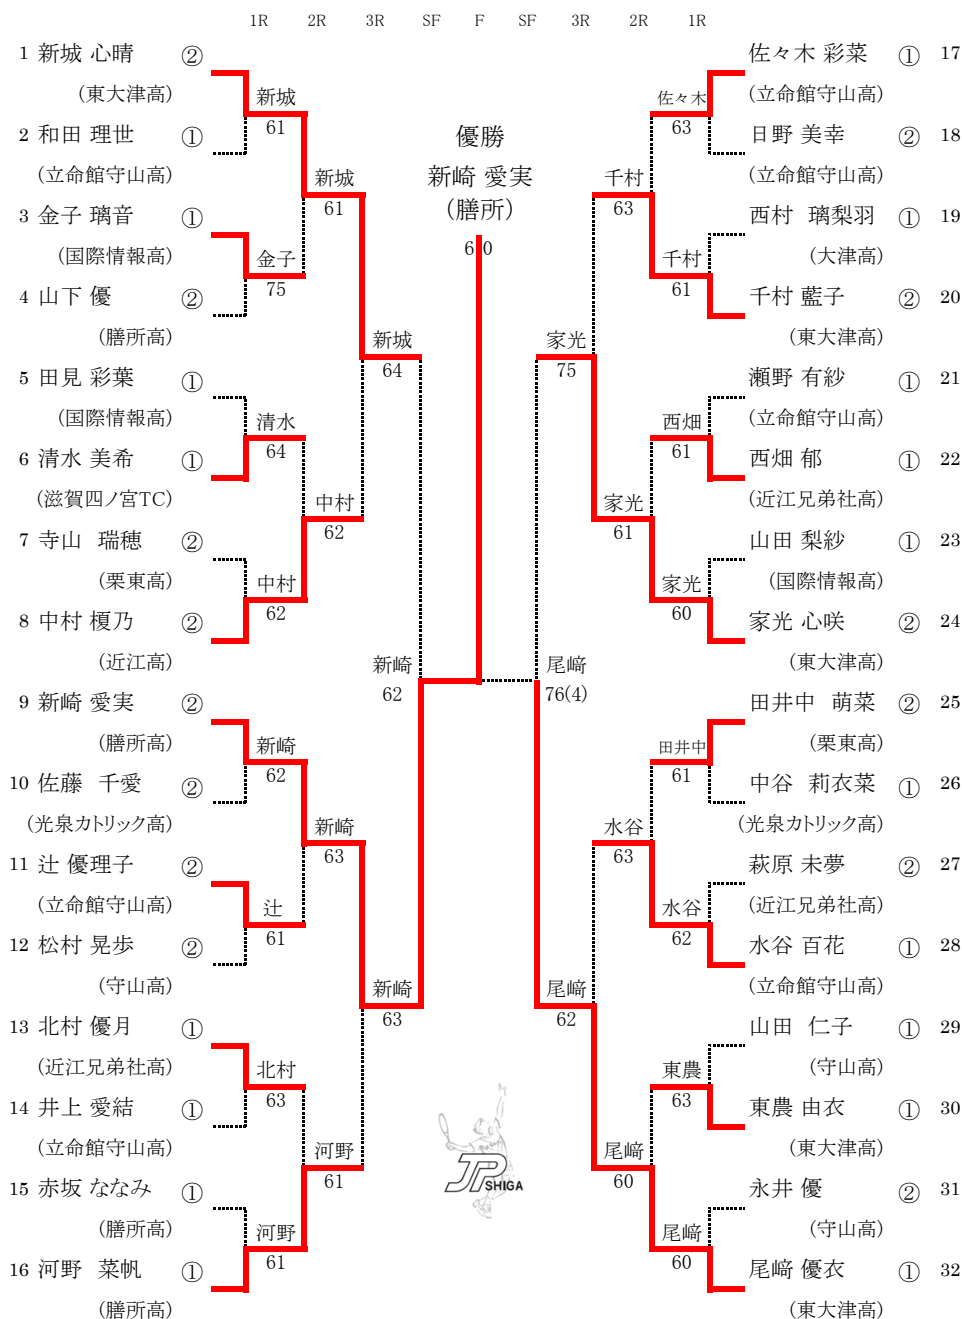 1R 2R 3R SF F SF 3R 2R 1R
1 新城 心晴 ②
(東大津高)
2 和田 理世 ①
(立命館守山高)
3 金子 璃音 ①
(国際情報高)
4 山下 優 ②
(膳所高)
5 田見 彩葉 ①
(国際情報高)
6 清水 美希 ①
(滋賀四ノ宮TC)
7 寺山 瑞穂 ②
(栗東高)
8 中村 榎乃 ②
(近江高)
9 新崎 愛実 ②
(膳所高)
10 佐藤 千愛 ②
(光泉カトリック高)
11 辻 優理子 ②
(立命館守山高)
12 松村 晃歩 ②
(守山高)
13 北村 優月 ①
(近江兄弟社高)
14 井上 愛結 ①
(立命館守山高)
15 赤坂 ななみ ①
(膳所高)
16 河野 菜帆 ①
(膳所高)
新城
61
金子
75
清水
64
中村
62
新崎
62
辻
61
北村
63
河野
61
新城
61
中村
62
新崎
63
河野
61
新城
64
新崎
63
新崎
62
優勝
新崎 愛実
(膳所)
6 0
尾﨑
76(4)
家光
75
尾﨑
62
千村
63
家光
61
水谷
63
尾﨑
60
佐々木
63
千村
61
西畑
61
家光
60
田井中
61
水谷
62
東農
63
尾﨑
60
佐々木 彩菜 ① 17
(立命館守山高)
日野 美幸 ② 18
(立命館守山高)
西村 璃梨羽 ① 19
(大津高)
千村 藍子 ② 20
(東大津高)
瀬野 有紗 ① 21
(立命館守山高)
西畑 郁 ① 22
(近江兄弟社高)
山田 梨紗 ① 23
(国際情報高)
家光 心咲 ② 24
(東大津高)
田井中 萌菜 ② 25
(栗東高)
中谷 莉衣菜 ① 26
(光泉カトリック高)
萩原 未夢 ② 27
(近江兄弟社高)
水谷 百花 ① 28
(立命館守山高)
山田 仁子 ① 29
(守山高)
東農 由衣 ① 30
(東大津高)
永井 優 ② 31
(守山高)
尾﨑 優衣 ① 32
(東大津高)
JP SHIGA